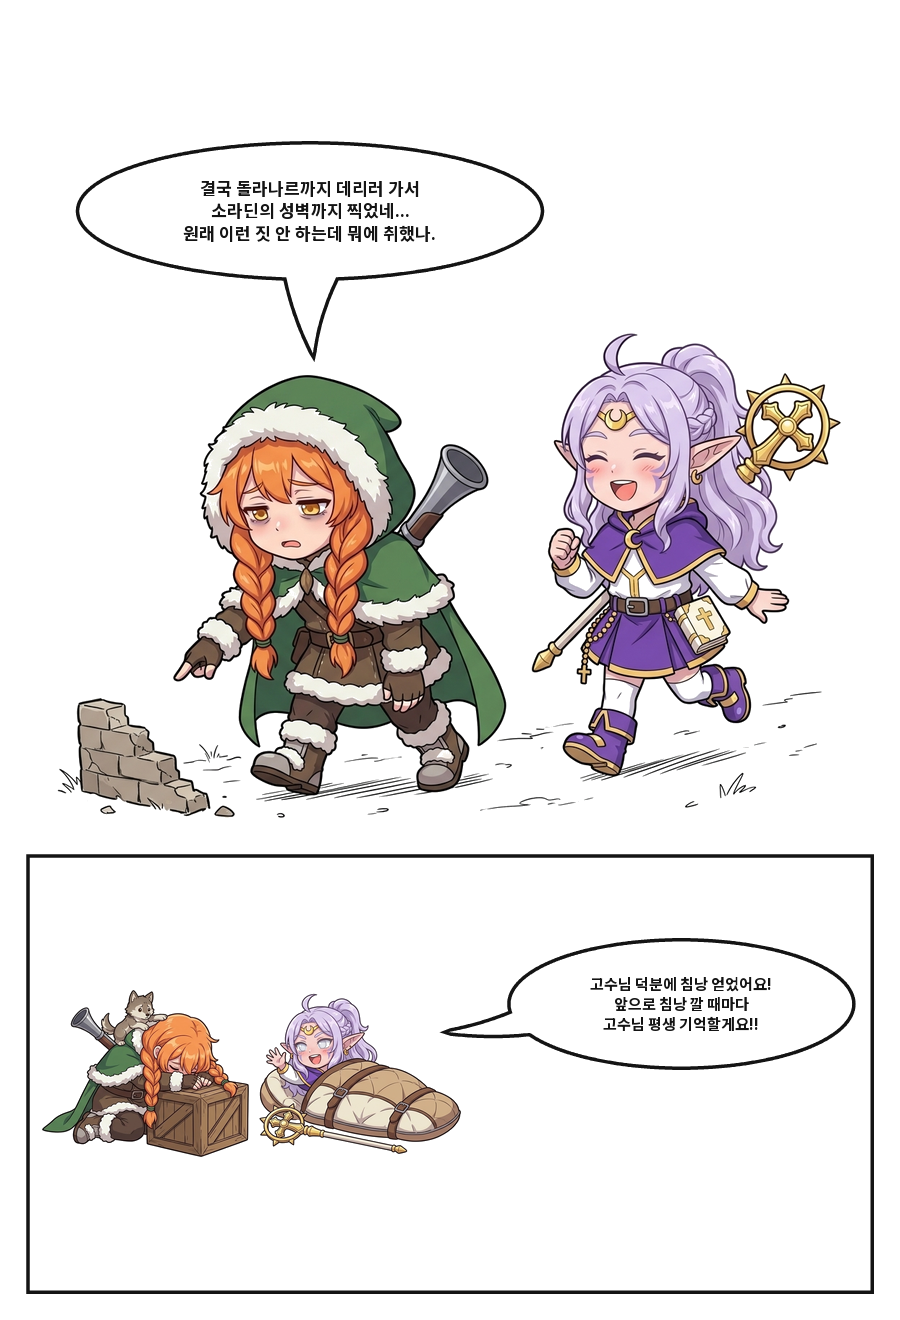 결국 돌라나르까지 데리러 가서
소라딘의 성벽까지 찍었네...
원래 이런 짓 안 하는데 뭐에 취했나.
고수님 덕분에 침낭 얻었어요!
앞으로 침낭 깔 때마다
고수님 평생 기억할게요!!